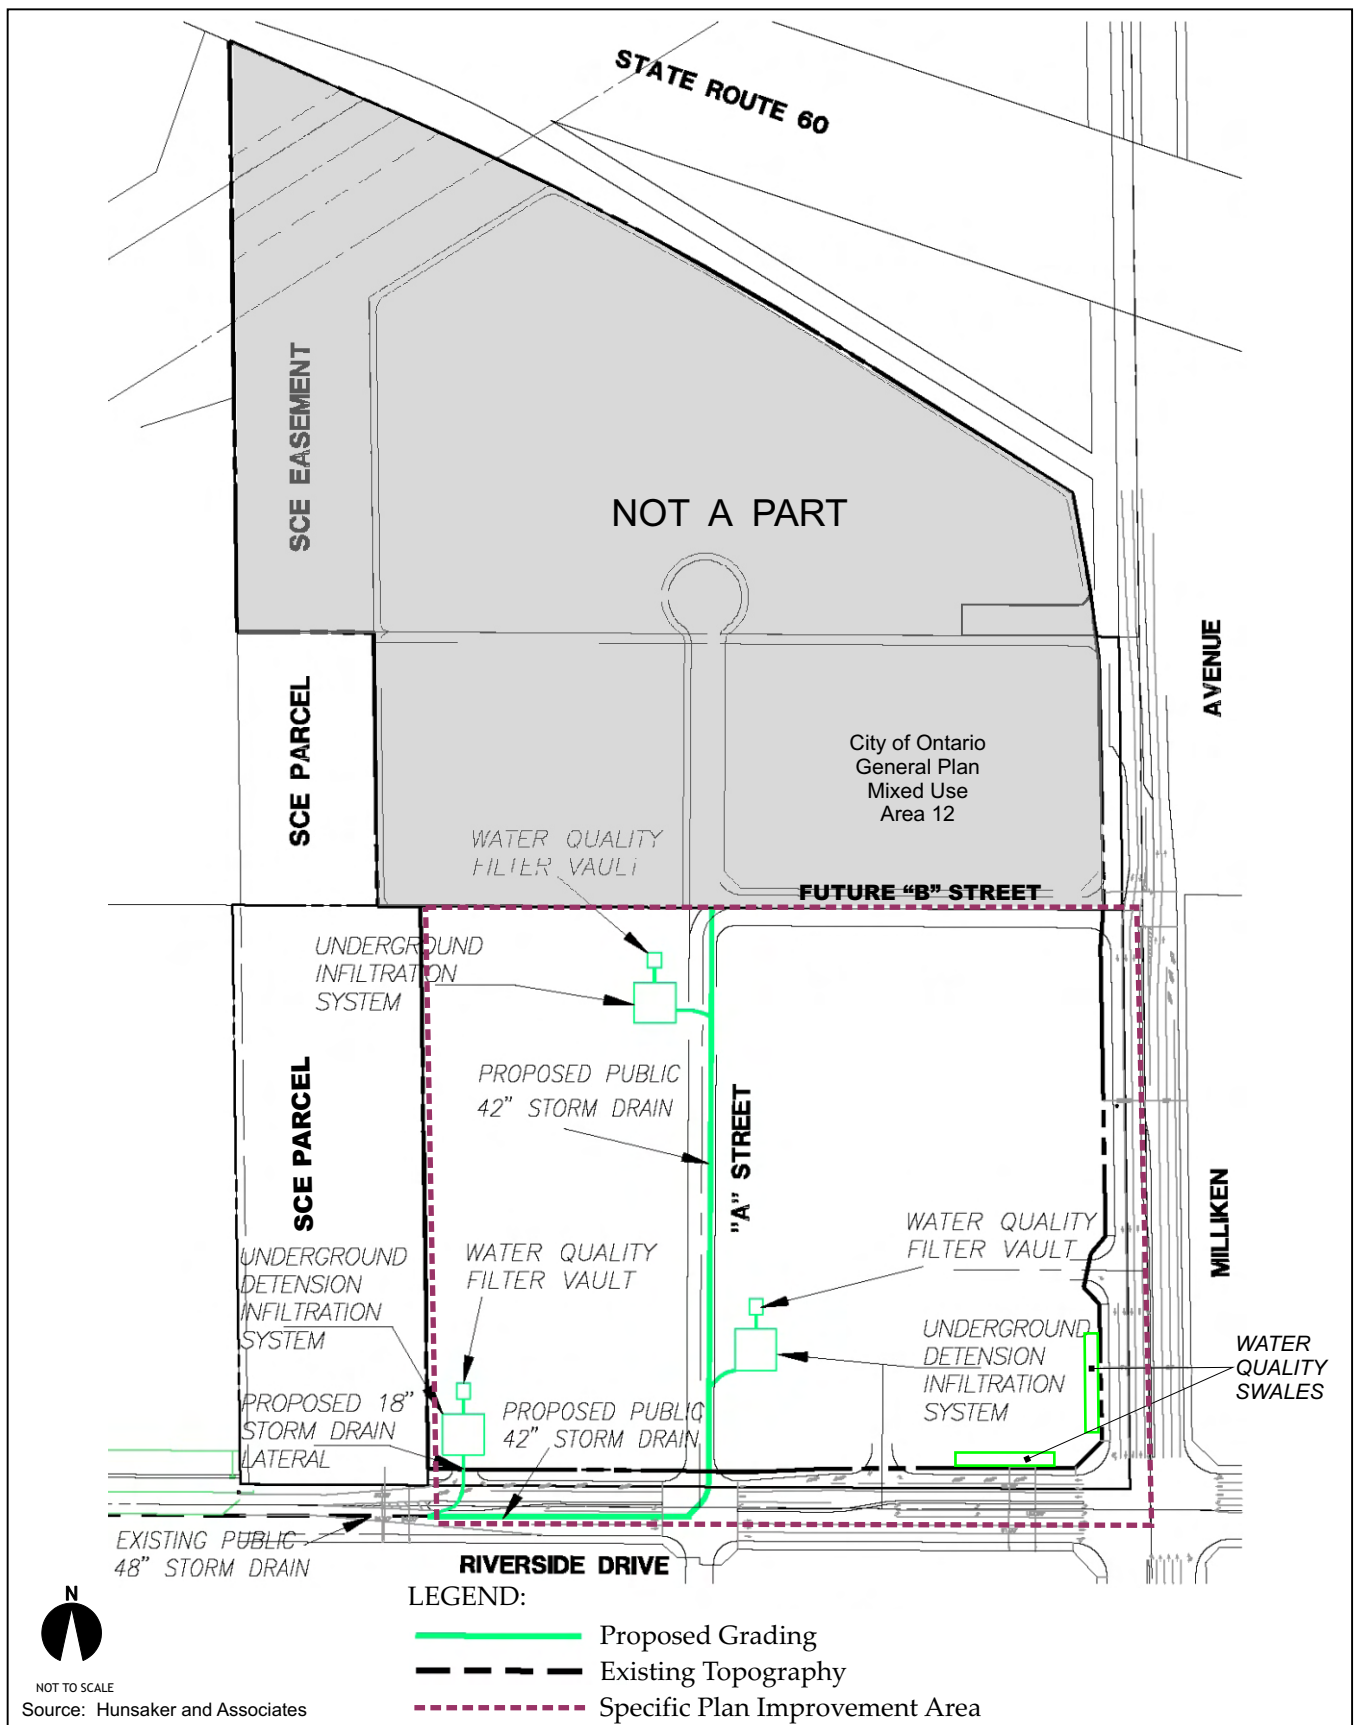 STATE ROUTE 60
SCE EASEMENT
NOT A PART
AVENUE
SCE PARCEL
City of Ontario
General Plan
Mixed Use
Area 12
WATER QUALITY
FILTER VAULT
FUTURE “B” STREET
UNDERGROUND
INFILTRATION
SYSTEM
PROPOSED PUBLIC
42” STORM DRAIN
"A" STREET
SCE PARCEL
MILLIKEN
WATER QUALITY
FILTER VAULT
UNDERGROUND
DETENSION
INFILTRATION
SYSTEM
WATER QUALITY
FILTER VAULT
UNDERGROUND
DETENSION
INFILTRATION
SYSTEM
WATER
QUALITY
SWALES
PROPOSED 18”
STORM DRAIN
LATERAL
PROPOSED PUBLIC
42” STORM DRAIN
EXISTING PUBLIC
48” STORM DRAIN
RIVERSIDE DRIVE
N
NOT TO SCALE
Source: Hunsaker and Associates
LEGEND:
Proposed Grading
Existing Topography
Specific Plan Improvement Area